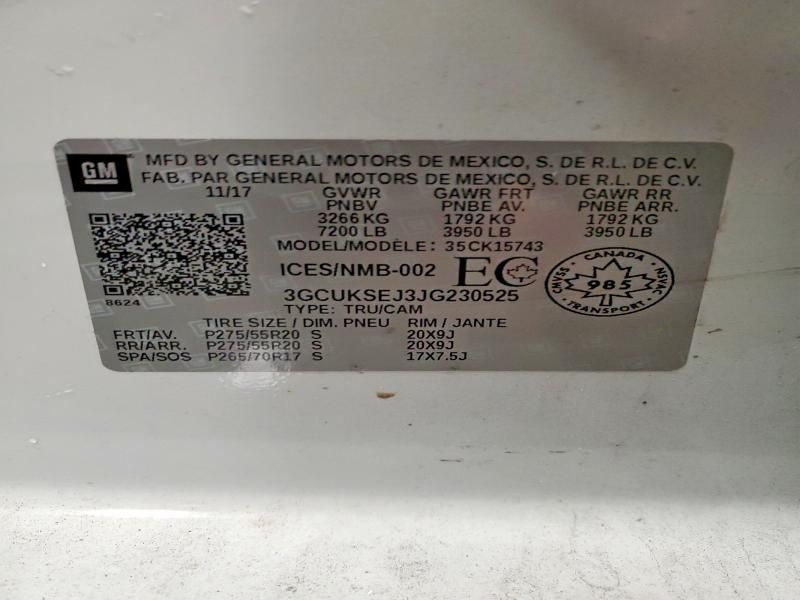 GM
MFD BY GENERAL MOTORS DE MEXICO, S. DE R.L. DE C.V.
FAB. PAR GENERAL MOTORS DE MEXICO, S. DE R.L. DE C.V.
11/17 GVWR GAWR FRT GAWR RR
PNBV PNBE AV. PNBE ARR.
3266 KG 1792 KG 1792 KG
7200 LB 3950 LB 3950 LB
MODEL/MODÈLE: 35CK15743
ICES/NMB-002 EC
CANADA
CMVSS 985 NSVAC
TRANSPORT
8624
3GCUKSEJ3JG230525
TYPE: TRU/CAM
TIRE SIZE / DIM. PNEU RIM / JANTE
FRT/AV. P275/55R20 S 20X9J
RR/ARR. P275/55R20 S 20X9J
SPA/SOS P265/70R17 S 17X7.5J